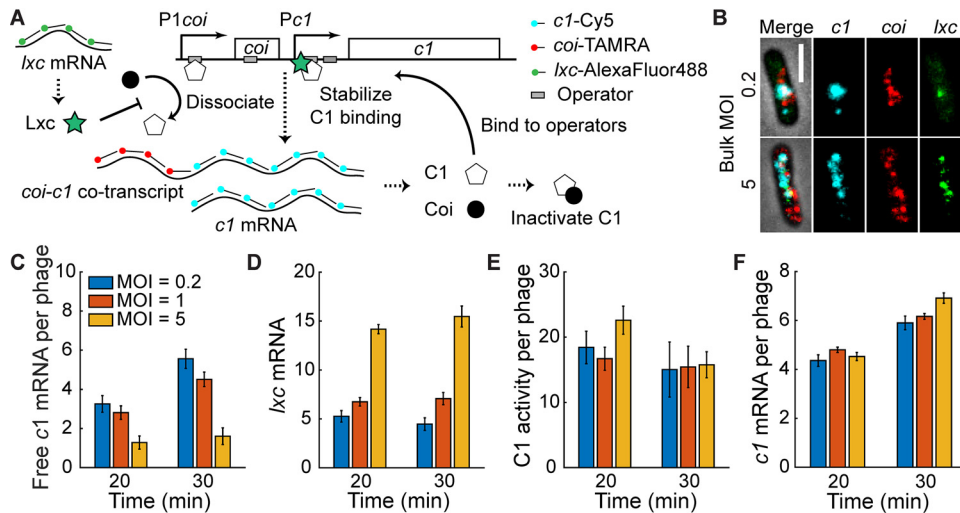 A
P1coi
Pc1
coi
c1
lxc mRNA
Dissociate
Stabilize
C1 binding
Lxc
Bind to operators
coi-c1 co-transcript
c1 mRNA
C1
Coi
Inactivate C1
c1-Cy5
coi-TAMRA
lxc-AlexaFluor488
Operator
B
Merge c1 coi lxc
Bulk MOI
0.2
5
C
Free c1 mRNA per phage
10
8
6
4
2
0
MOI = 0.2
MOI = 1
MOI = 5
20 30
Time (min)
D
lxc mRNA
20
15
10
5
0
20 30
Time (min)
E
C1 activity per phage
30
20
10
0
20 30
Time (min)
F
c1 mRNA per phage
8
6
4
2
0
20 30
Time (min)